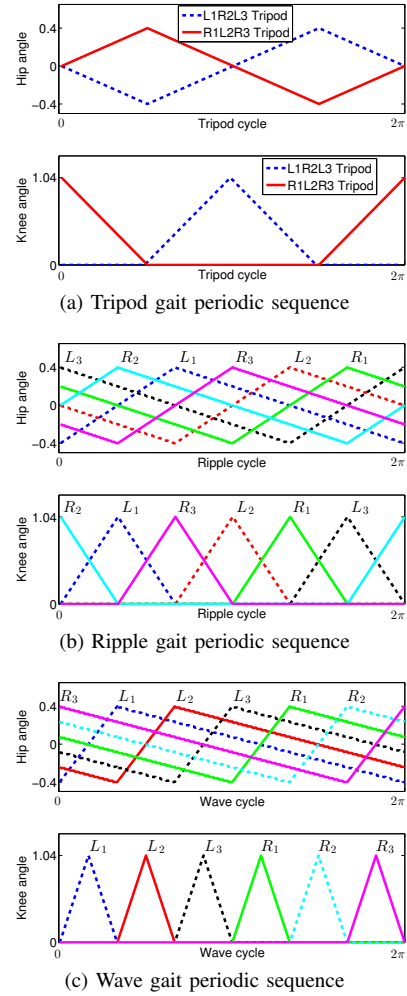 L1R2L3 Tripod
R1L2R3 Tripod
Hip angle
0.4
0
−0.4
0 Tripod cycle 2π
L1R2L3 Tripod
R1L2R3 Tripod
Knee angle
1.04
0
0 Tripod cycle 2π
(a) Tripod gait periodic sequence
L3 R2 L1 R3 L2 R1
Hip angle
0.4
0
−0.4
0 Ripple cycle 2π
R2 L1 R3 L2 R1 L3
Knee angle
1.04
0
0 Ripple cycle 2π
(b) Ripple gait periodic sequence
R3 L1 L2 L3 R1 R2
Hip angle
0.4
0
−0.4
0 Wave cycle 2π
L1 L2 L3 R1 R2 R3
Knee angle
1.04
0
0 Wave cycle 2π
(c) Wave gait periodic sequence